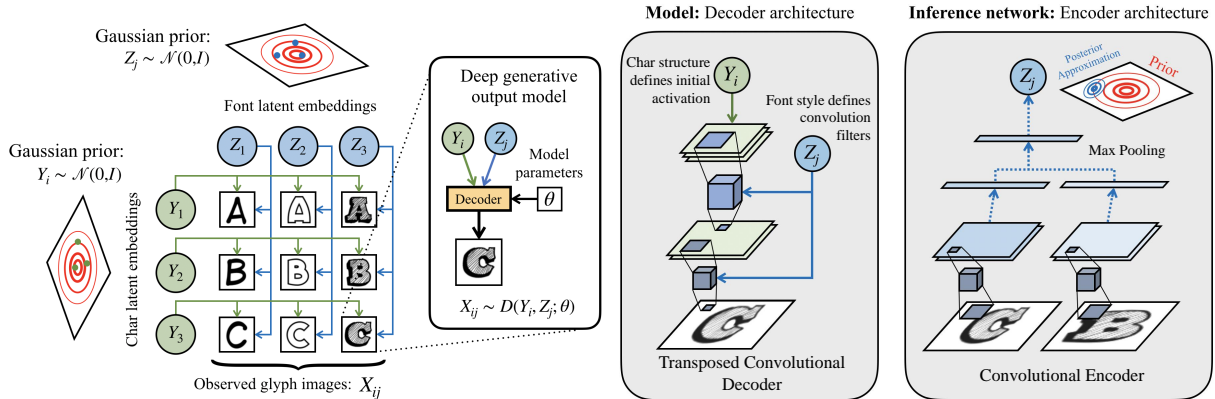 Gaussian prior:
Z_j ∼ 𝒩(0,I)
Font latent embeddings
Gaussian prior:
Y_i ∼ 𝒩(0,I)
Char latent embeddings
Z_1 Z_2 Z_3
Y_1 A A A
Y_2 B B B
Y_3 C C C
Observed glyph images: X_ij
Deep generative
output model
Y_i Z_j
Model
parameters
Decoder θ
C
X_ij ∼ D(Y_i, Z_j; θ)
Model: Decoder architecture
Char structure
defines initial
activation
Y_i
Font style defines
convolution
filters
Z_j
C
Transposed Convolutional
Decoder
Inference network: Encoder architecture
Z_j
Posterior
Approximation
Prior
Max Pooling
C B
Convolutional Encoder